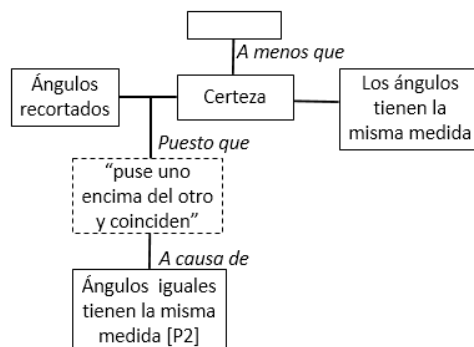 A menos que
Ángulos
recortados
Certeza
Los ángulos
tienen la
misma medida
Puesto que
“puse uno
encima del otro
y coinciden”
A causa de
Ángulos iguales
tienen la misma
medida [P2]